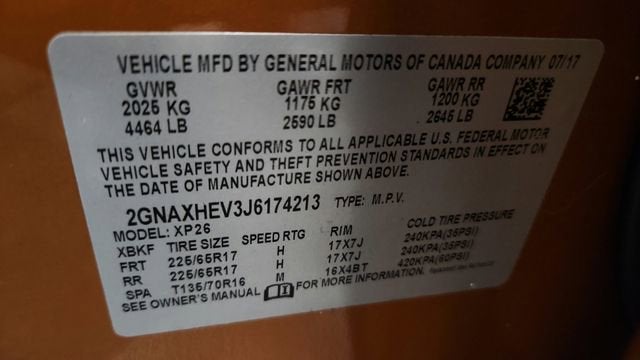 VEHICLE MFD BY GENERAL MOTORS OF CANADA COMPANY 07/17
GVWR GAWR FRT GAWR RR
2025 KG 1175 KG 1200 KG
4464 LB 2590 LB 2645 LB
THIS VEHICLE CONFORMS TO ALL APPLICABLE U.S. FEDERAL MOTOR
VEHICLE SAFETY AND THEFT PREVENTION STANDARDS IN EFFECT ON
THE DATE OF MANUFACTURE SHOWN ABOVE.
2GNAXHEV3J6174213 TYPE: M.P.V.
MODEL: XP26
XBKF TIRE SIZE SPEED RTG RIM COLD TIRE PRESSURE
FRT 225/65R17 H 17X7J 240KPA(35PSI)
RR 225/65R17 H 17X7J 240KPA(35PSI)
SPA T135/70R16 M 16X4BT 420KPA(60PSI)
SEE OWNER'S MANUAL FOR MORE INFORMATION.